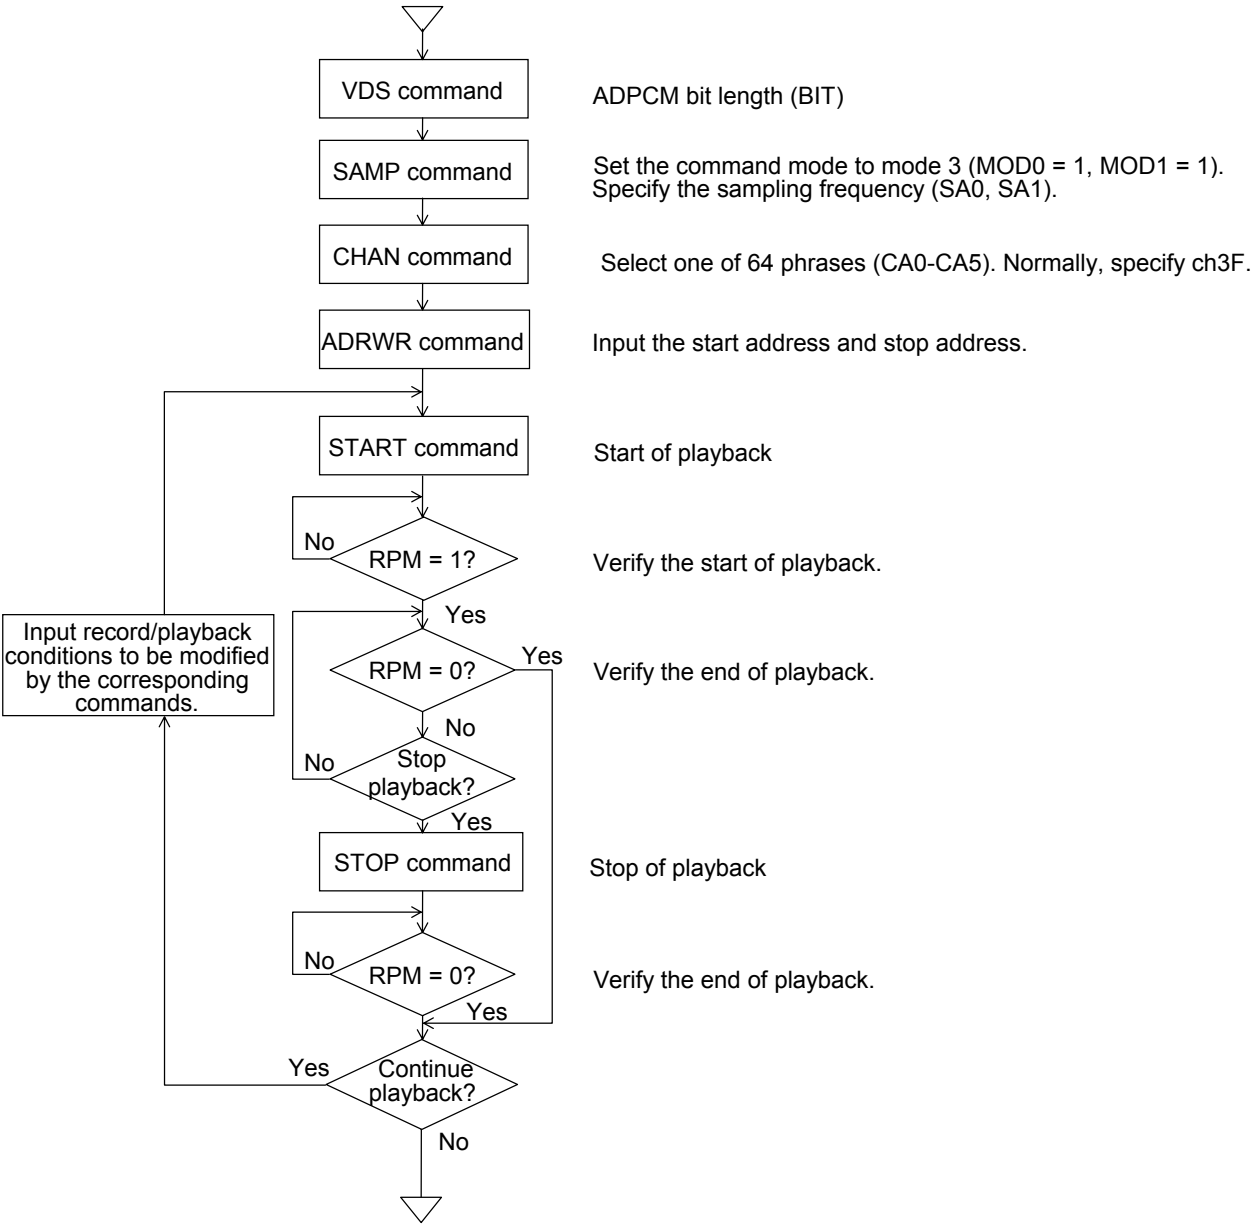 VDS command
ADPCM bit length (BIT)
SAMP command
Set the command mode to mode 3 (MOD0 = 1, MOD1 = 1).
Specify the sampling frequency (SA0, SA1).
CHAN command
Select one of 64 phrases (CA0-CA5). Normally, specify ch3F.
ADRWR command
Input the start address and stop address.
START command
Start of playback
No
RPM = 1?
Verify the start of playback.
Yes
Input record/playback
conditions to be modified
by the corresponding
commands.
RPM = 0?
Yes
Verify the end of playback.
No
No
Stop
playback?
Yes
STOP command
Stop of playback
No
RPM = 0?
Verify the end of playback.
Yes
Yes
Continue
playback?
No